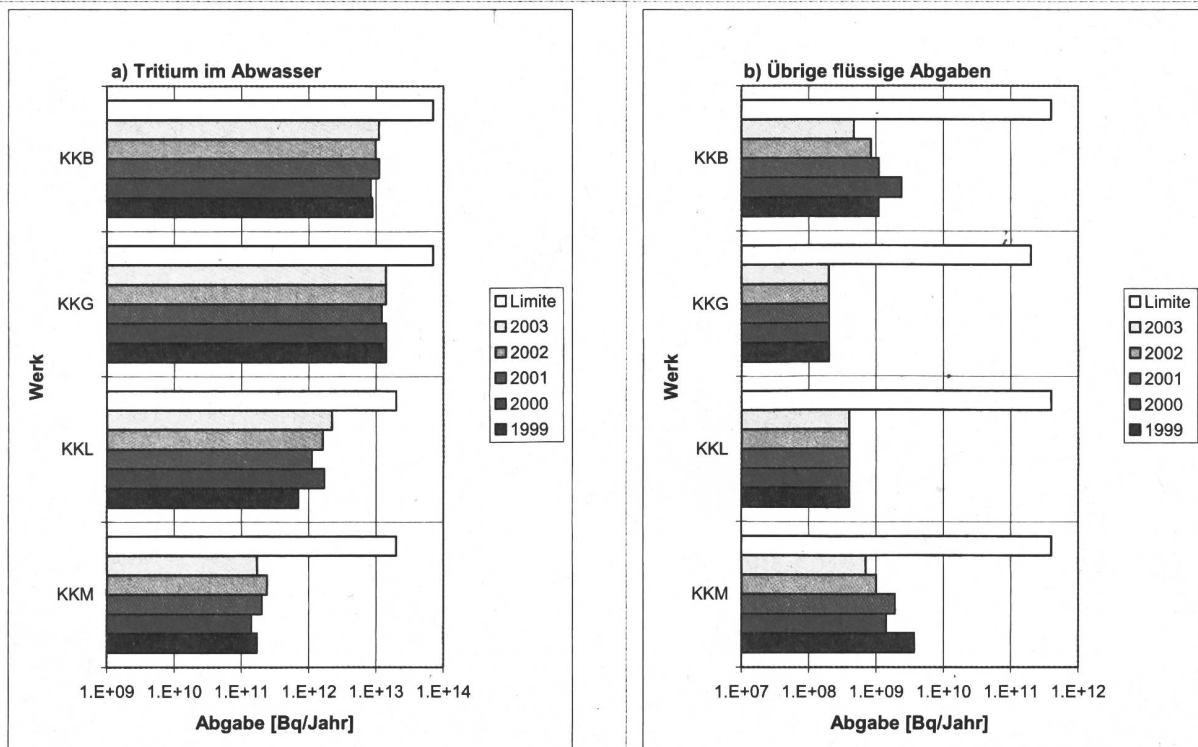 a) Tritium im Abwasser
KKB
KKG
KKL
KKM
Werk
1.E+09 1.E+10 1.E+11 1.E+12 1.E+13 1.E+14
Abgabe [Bq/Jahr]
Limite
2003
2002
2001
2000
1999
b) Übrige flüssige Abgaben
KKB
KKG
KKL
KKM
Werk
1.E+07 1.E+08 1.E+09 1.E+10 1.E+11 1.E+12
Abgabe [Bq/Jahr]
Limite
2003
2002
2001
2000
1999